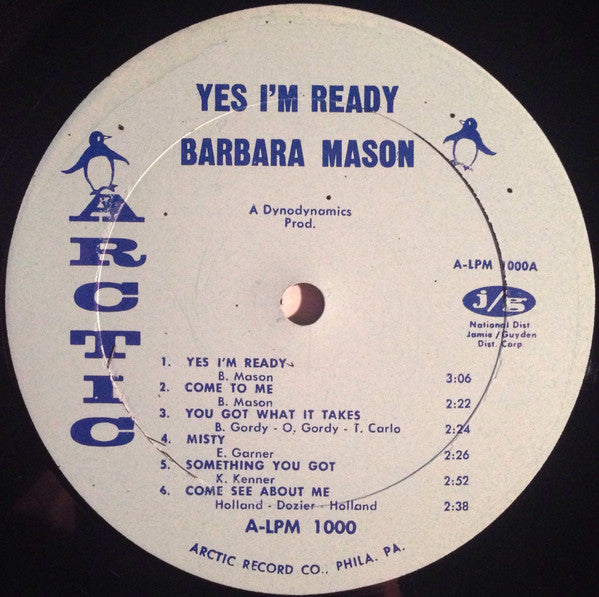 YES I'M READY
BARBARA MASON
ARCTIC
A Dynodynamics
Prod.
A-LPM 1000A
j/g
National Dist
Jamie/Guyden
Dist. Corp
1. YES I'M READY
B. Mason 3:06
2. COME TO ME
B. Mason 2:22
3. YOU GOT WHAT IT TAKES
B. Gordy - O. Gordy - T. Carlo 2:24
4. MISTY
E. Garner 2:26
5. SOMETHING YOU GOT
K. Kenner 2:52
6. COME SEE ABOUT ME
Holland - Dozier - Holland 2:38
A-LPM 1000
ARCTIC RECORD CO., PHILA. PA.